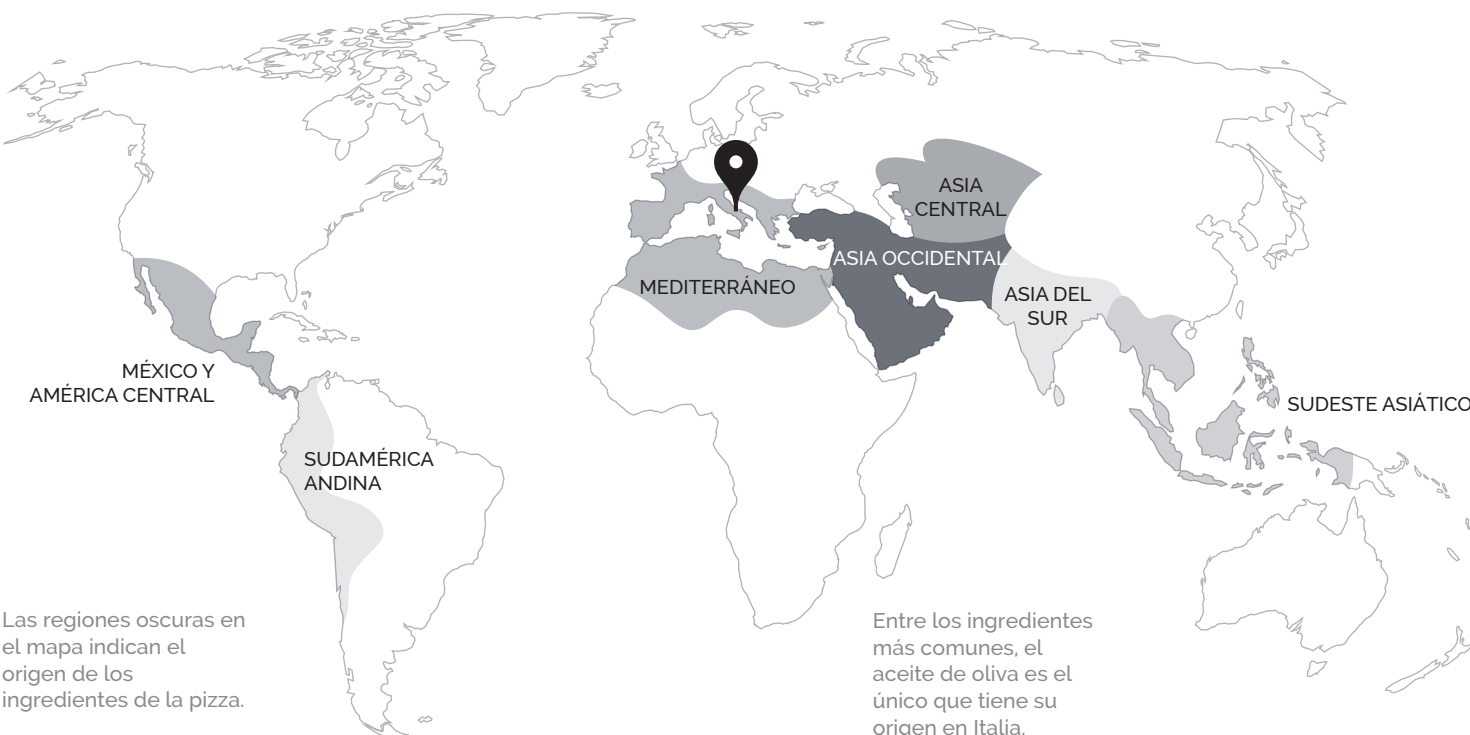 ASIA
CENTRAL
ASIA OCCIDENTAL
MEDITERRÁNEO
ASIA DEL
SUR
MÉXICO Y
AMÉRICA CENTRAL
SUDESTE ASIÁTICO
SUDAMÉRICA
ANDINA
Las regiones oscuras en
el mapa indican el
origen de los
ingredientes de la pizza.
Entre los ingredientes
más comunes, el
aceite de oliva es el
único que tiene su
origen en Italia.